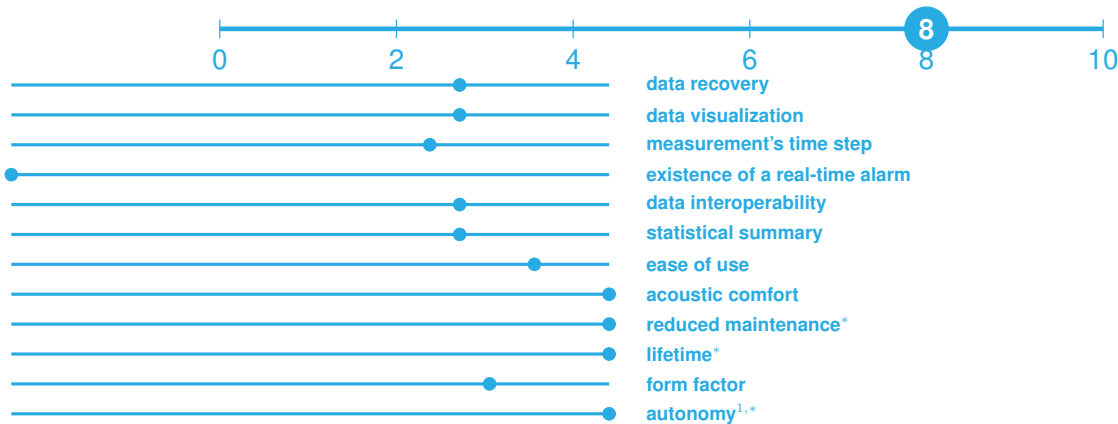 8
0 2 4 6 8 10
data recovery
data visualization
measurement's time step
existence of a real-time alarm
data interoperability
statistical summary
ease of use
acoustic comfort
reduced maintenance*
lifetime*
form factor
autonomy1,*